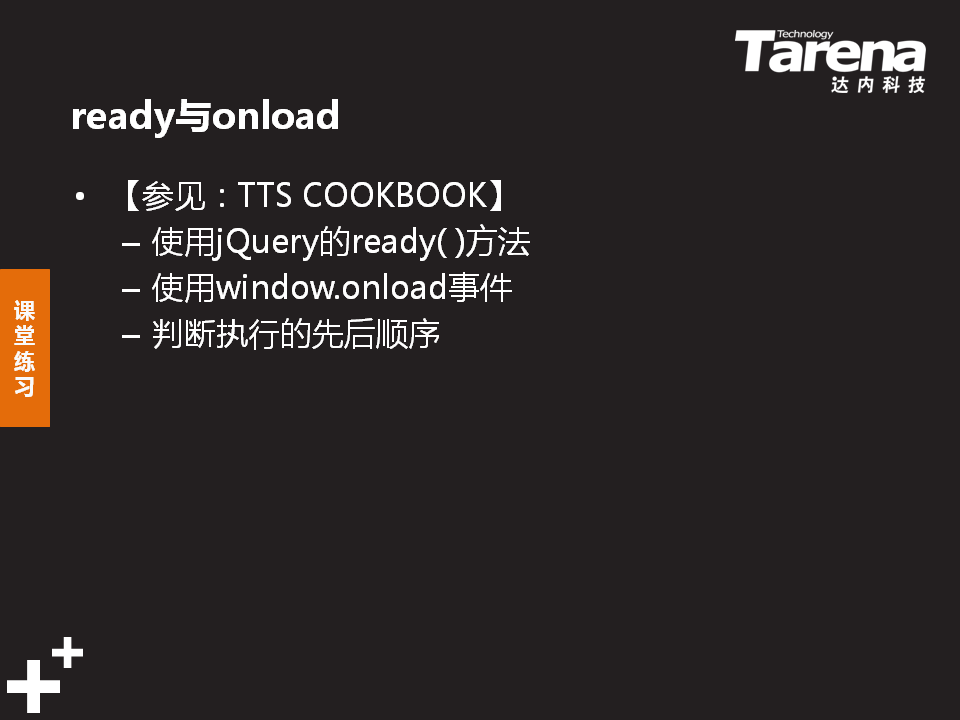 Technology
Tarena
达内科技
ready与onload
• 【参见：TTS COOKBOOK】
– 使用jQuery的ready( )方法
– 使用window.onload事件
– 判断执行的先后顺序
课
堂
练
习